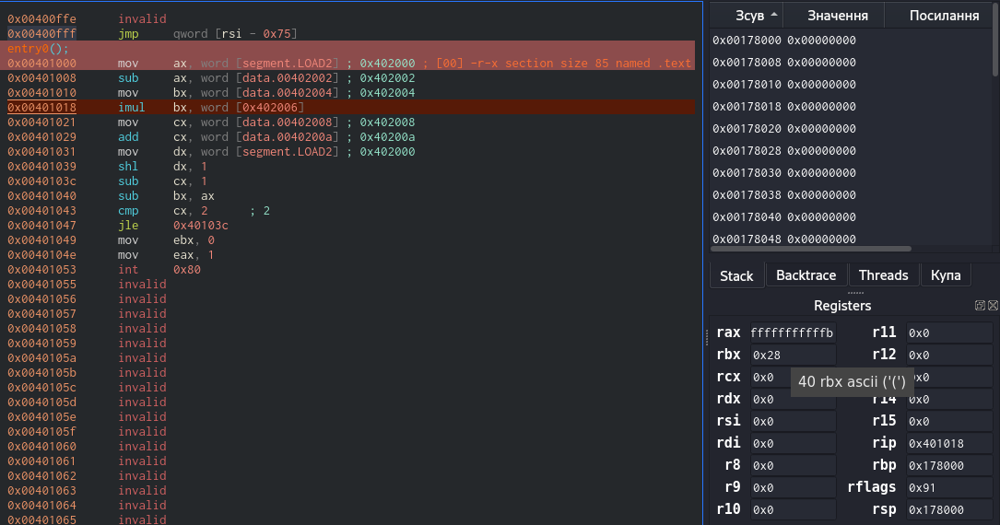 0x00400ffe invalid
0x00400fff jmp qword [rsi - 0x75]
entry0();
0x00401000 mov ax, word [segment.LOAD2] ; 0x402000 ; [00] -r-x section size 85 named .text
0x00401008 sub ax, word [data.00402002] ; 0x402002
0x00401010 mov bx, word [data.00402004] ; 0x402004
0x00401018 imul bx, word [0x402006]
0x00401021 mov cx, word [data.00402008] ; 0x402008
0x00401029 add cx, word [data.0040200a] ; 0x40200a
0x00401031 mov dx, word [segment.LOAD2] ; 0x402000
0x00401039 shl dx, 1
0x0040103c sub cx, 1
0x00401040 sub bx, ax
0x00401043 cmp cx, 2 ; 2
0x00401047 jle 0x40103c
0x00401049 mov ebx, 0
0x0040104e mov eax, 1
0x00401053 int 0x80
0x00401055 invalid
0x00401056 invalid
0x00401057 invalid
0x00401058 invalid
0x00401059 invalid
0x0040105a invalid
0x0040105b invalid
0x0040105c invalid
0x0040105d invalid
0x0040105e invalid
0x0040105f invalid
0x00401060 invalid
0x00401061 invalid
0x00401062 invalid
0x00401063 invalid
0x00401064 invalid
0x00401065 invalid
Зсув Значення Посилання
0x00178000 0x00000000
0x00178008 0x00000000
0x00178010 0x00000000
0x00178018 0x00000000
0x00178020 0x00000000
0x00178028 0x00000000
0x00178030 0x00000000
0x00178038 0x00000000
0x00178040 0x00000000
0x00178048 0x00000000
Stack Backtrace Threads Купа
Registers
rax fffffffffffb r11 0x0
rbx 0x28 r12 0x0
rcx 0x0 0x0
40 rbx ascii ('(')
rdx 0x0 r14 0x0
rsi 0x0 r15 0x0
rdi 0x0 rip 0x401018
r8 0x0 rbp 0x178000
r9 0x0 rflags 0x91
r10 0x0 rsp 0x178000